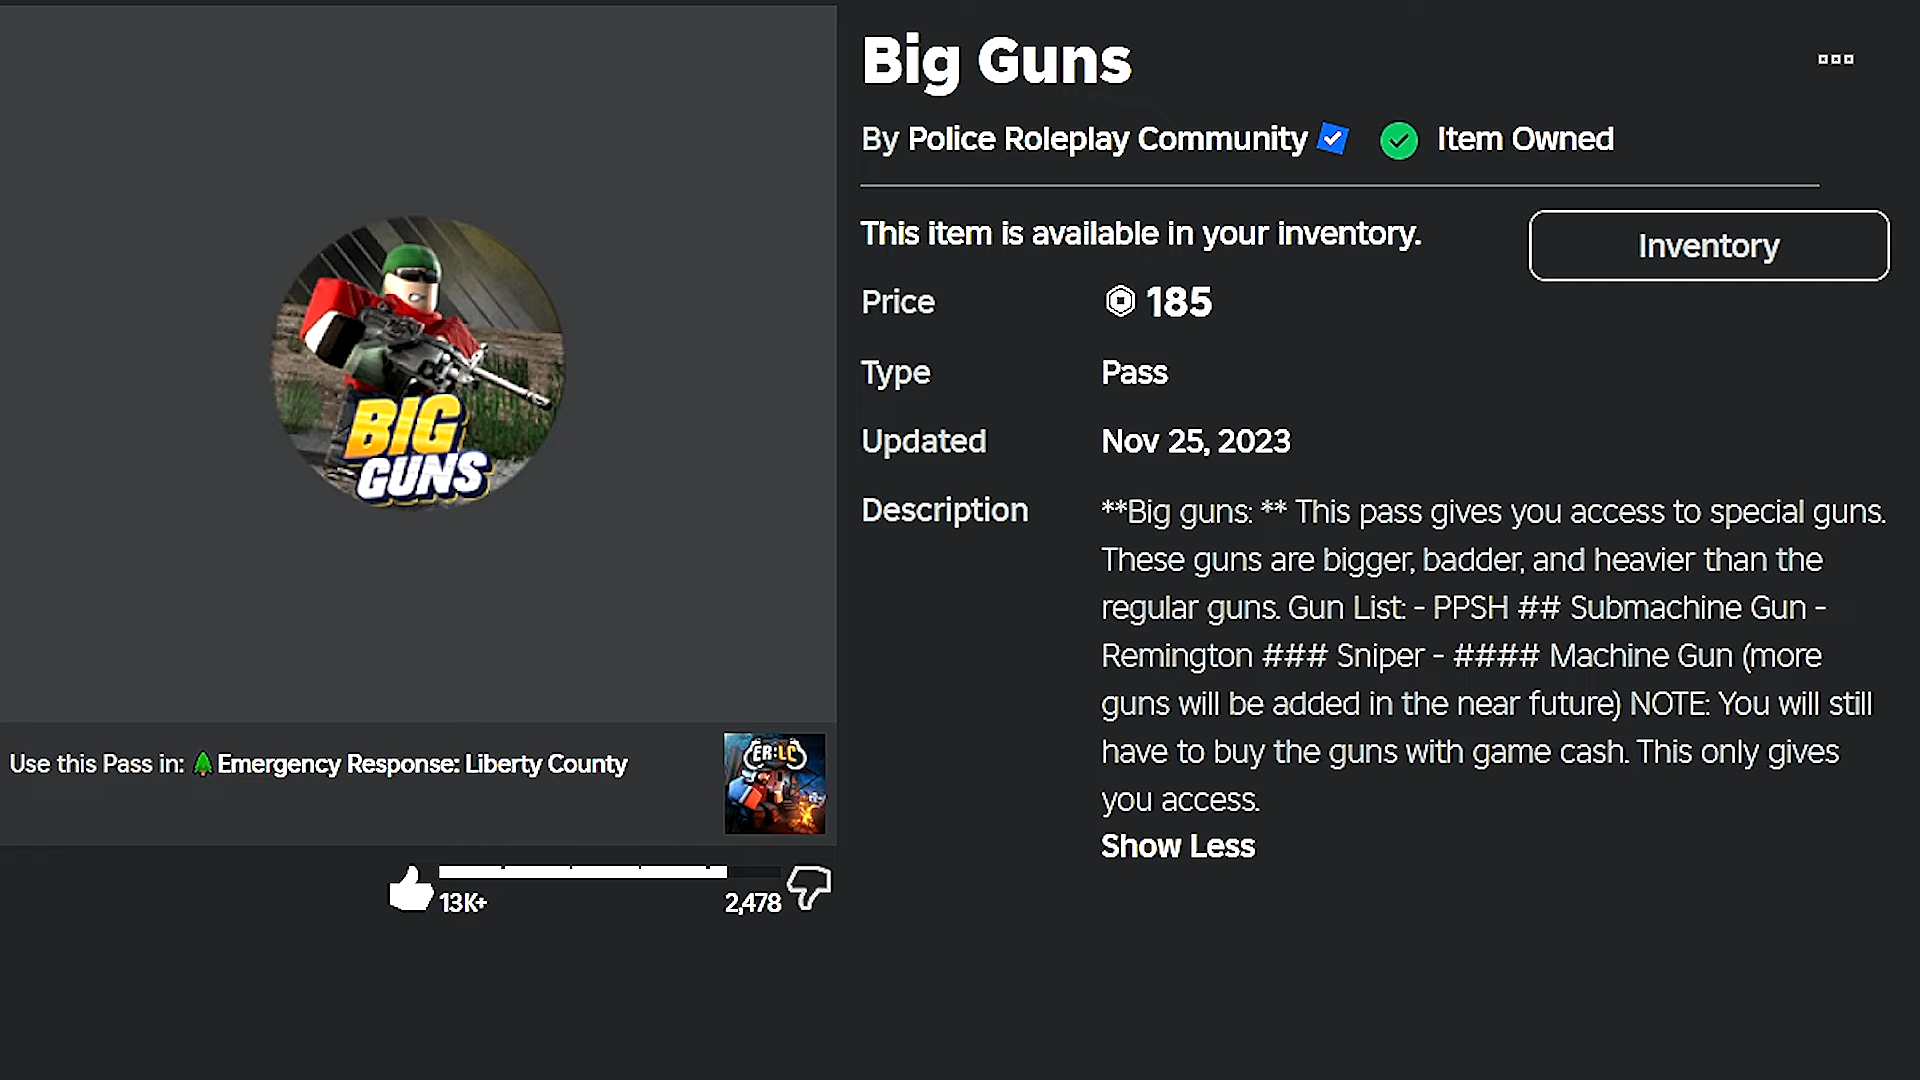 Big Guns
By Police Roleplay Community
Item Owned
This item is available in your inventory.
Inventory
Price
185
Type
Pass
Updated
Nov 25, 2023
Description
**Big guns: ** This pass gives you access to special guns.
These guns are bigger, badder, and heavier than the
regular guns. Gun List: - PPSH ## Submachine Gun -
Remington ### Sniper - #### Machine Gun (more
guns will be added in the near future) NOTE: You will still
have to buy the guns with game cash. This only gives
you access.
Show Less
BIG
GUNS
Use this Pass in: 🌲Emergency Response: Liberty County
ER:LC
13K+
2,478